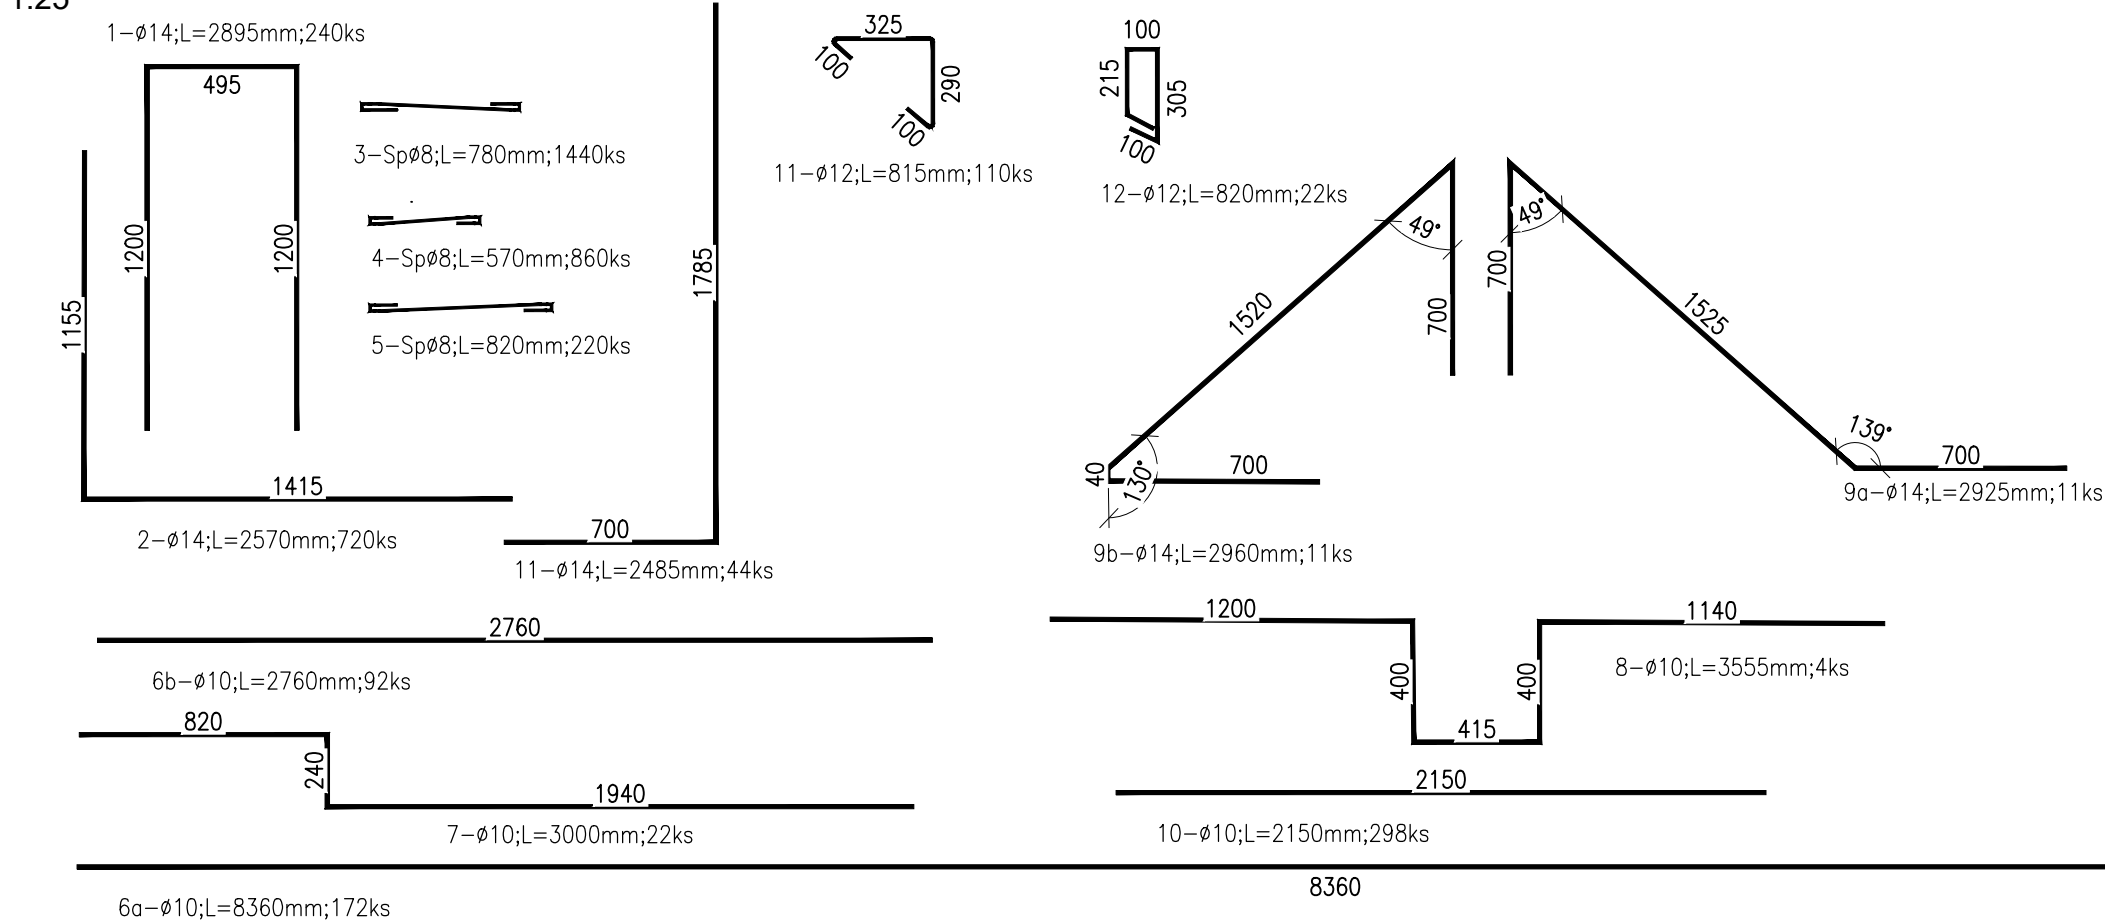 1:25
1-ø14;L=2895mm;240ks
495
1200
1200
3-Spø8;L=780mm;1440ks
4-Spø8;L=570mm;860ks
5-Spø8;L=820mm;220ks
1155
1415
2-ø14;L=2570mm;720ks
1785
700
11-ø14;L=2485mm;44ks
325
100
290
100
11-ø12;L=815mm;110ks
100
215
305
100
12-ø12;L=820mm;22ks
49°
700
1520
40
130°
700
9b-ø14;L=2960mm;11ks
49°
700
1525
139°
700
9a-ø14;L=2925mm;11ks
2760
6b-ø10;L=2760mm;92ks
1200
400
415
400
1140
8-ø10;L=3555mm;4ks
820
240
1940
7-ø10;L=3000mm;22ks
2150
10-ø10;L=2150mm;298ks
8360
6a-ø10;L=8360mm;172ks